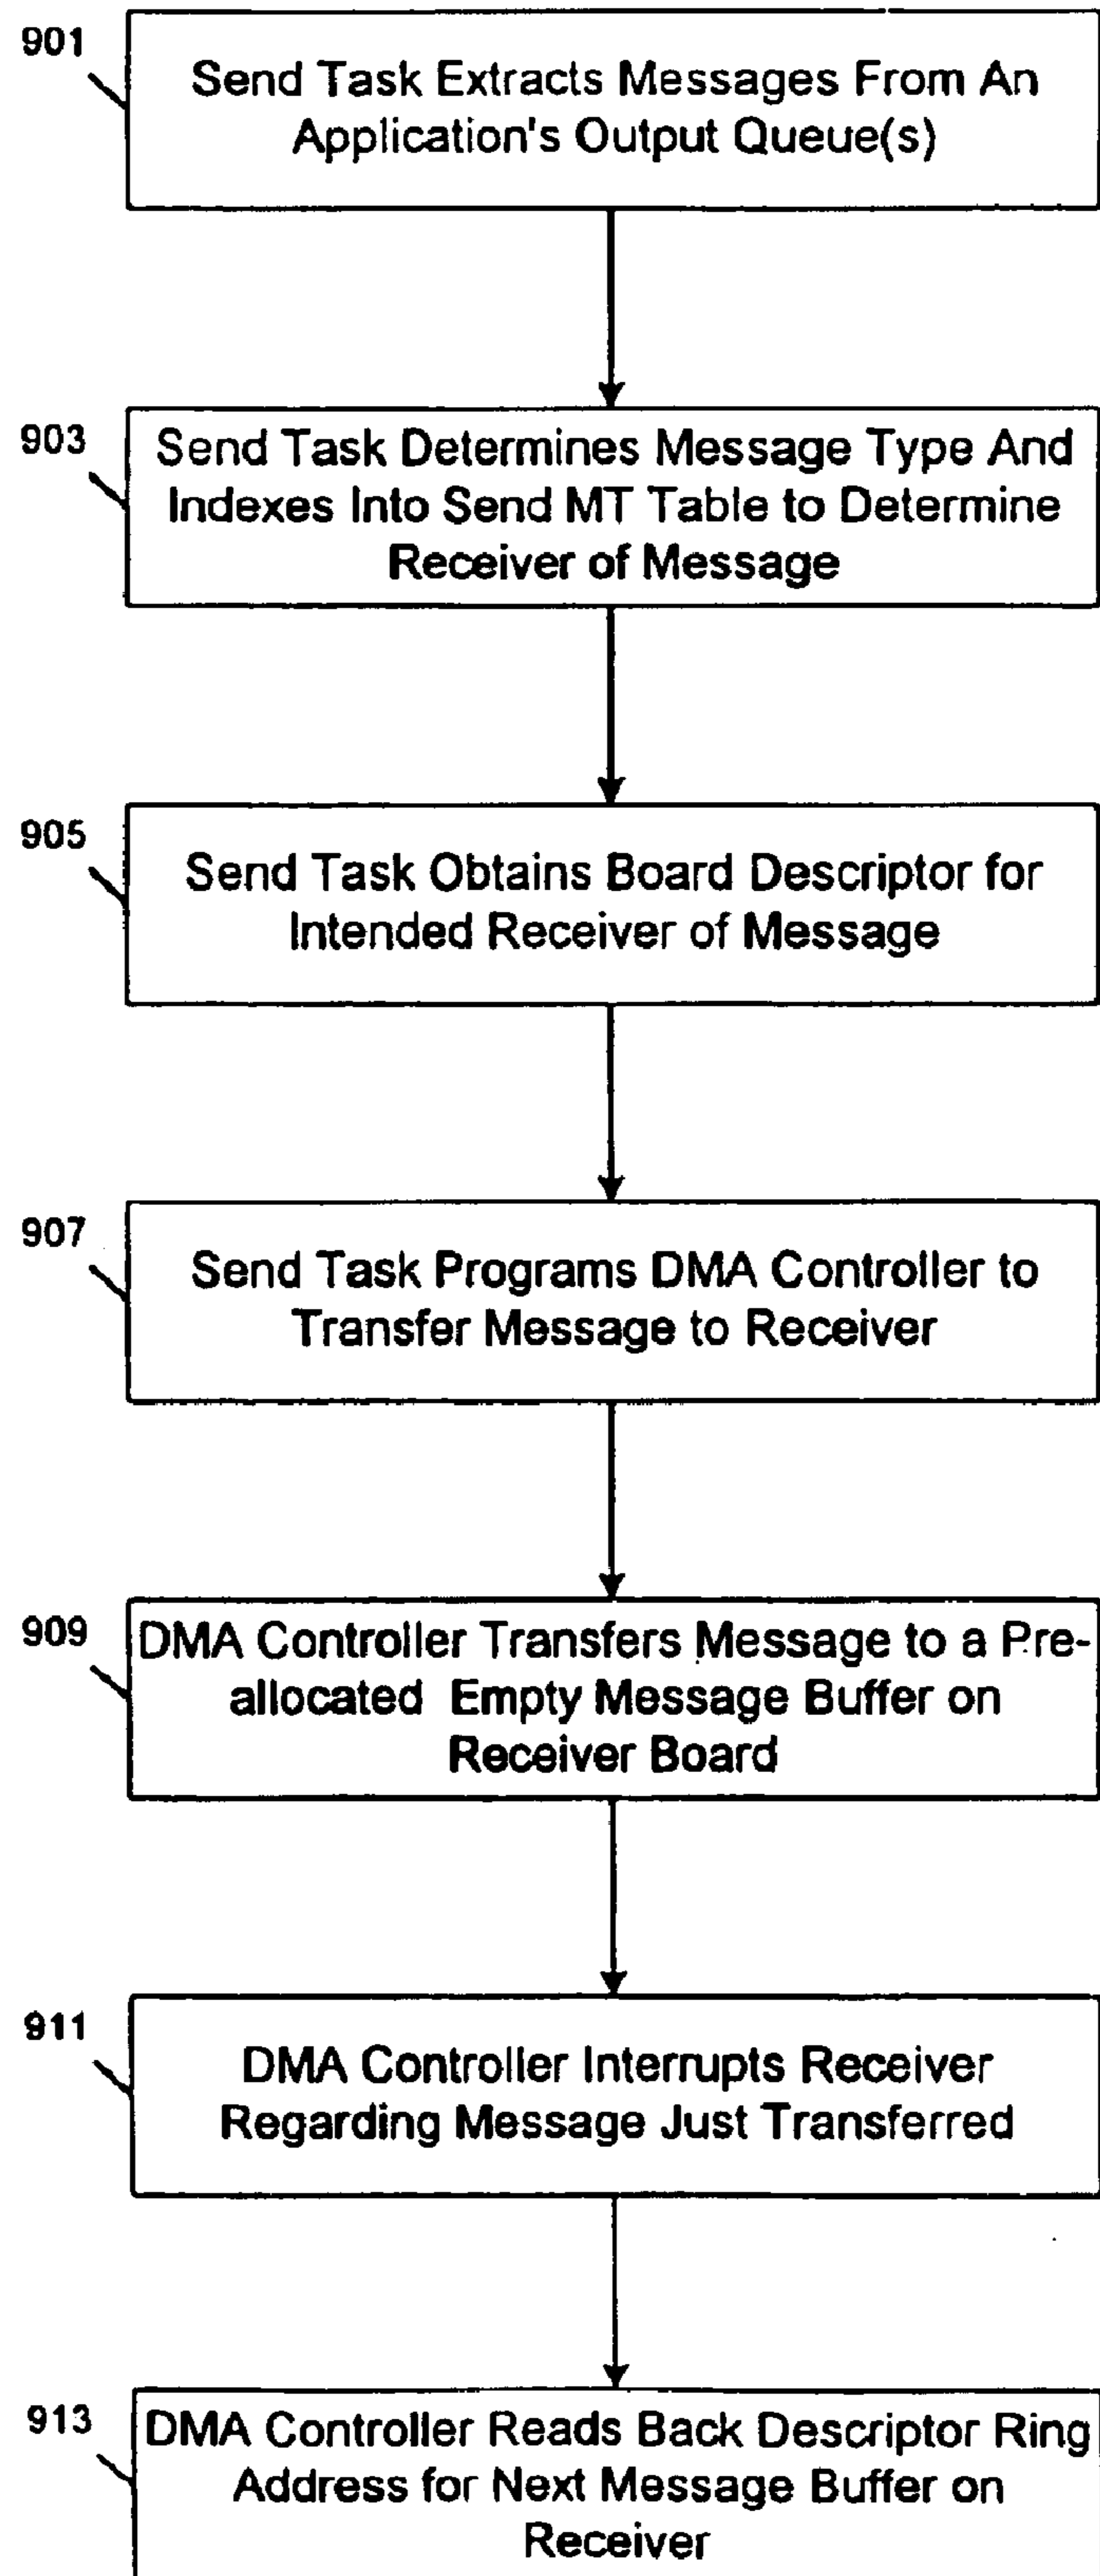 901
Send Task Extracts Messages From An
Application's Output Queue(s)
903
Send Task Determines Message Type And
Indexes Into Send MT Table to Determine
Receiver of Message
905
Send Task Obtains Board Descriptor for
Intended Receiver of Message
907
Send Task Programs DMA Controller to
Transfer Message to Receiver
909
DMA Controller Transfers Message to a Pre-
allocated Empty Message Buffer on
Receiver Board
911
DMA Controller Interrupts Receiver
Regarding Message Just Transferred
913
DMA Controller Reads Back Descriptor Ring
Address for Next Message Buffer on
Receiver